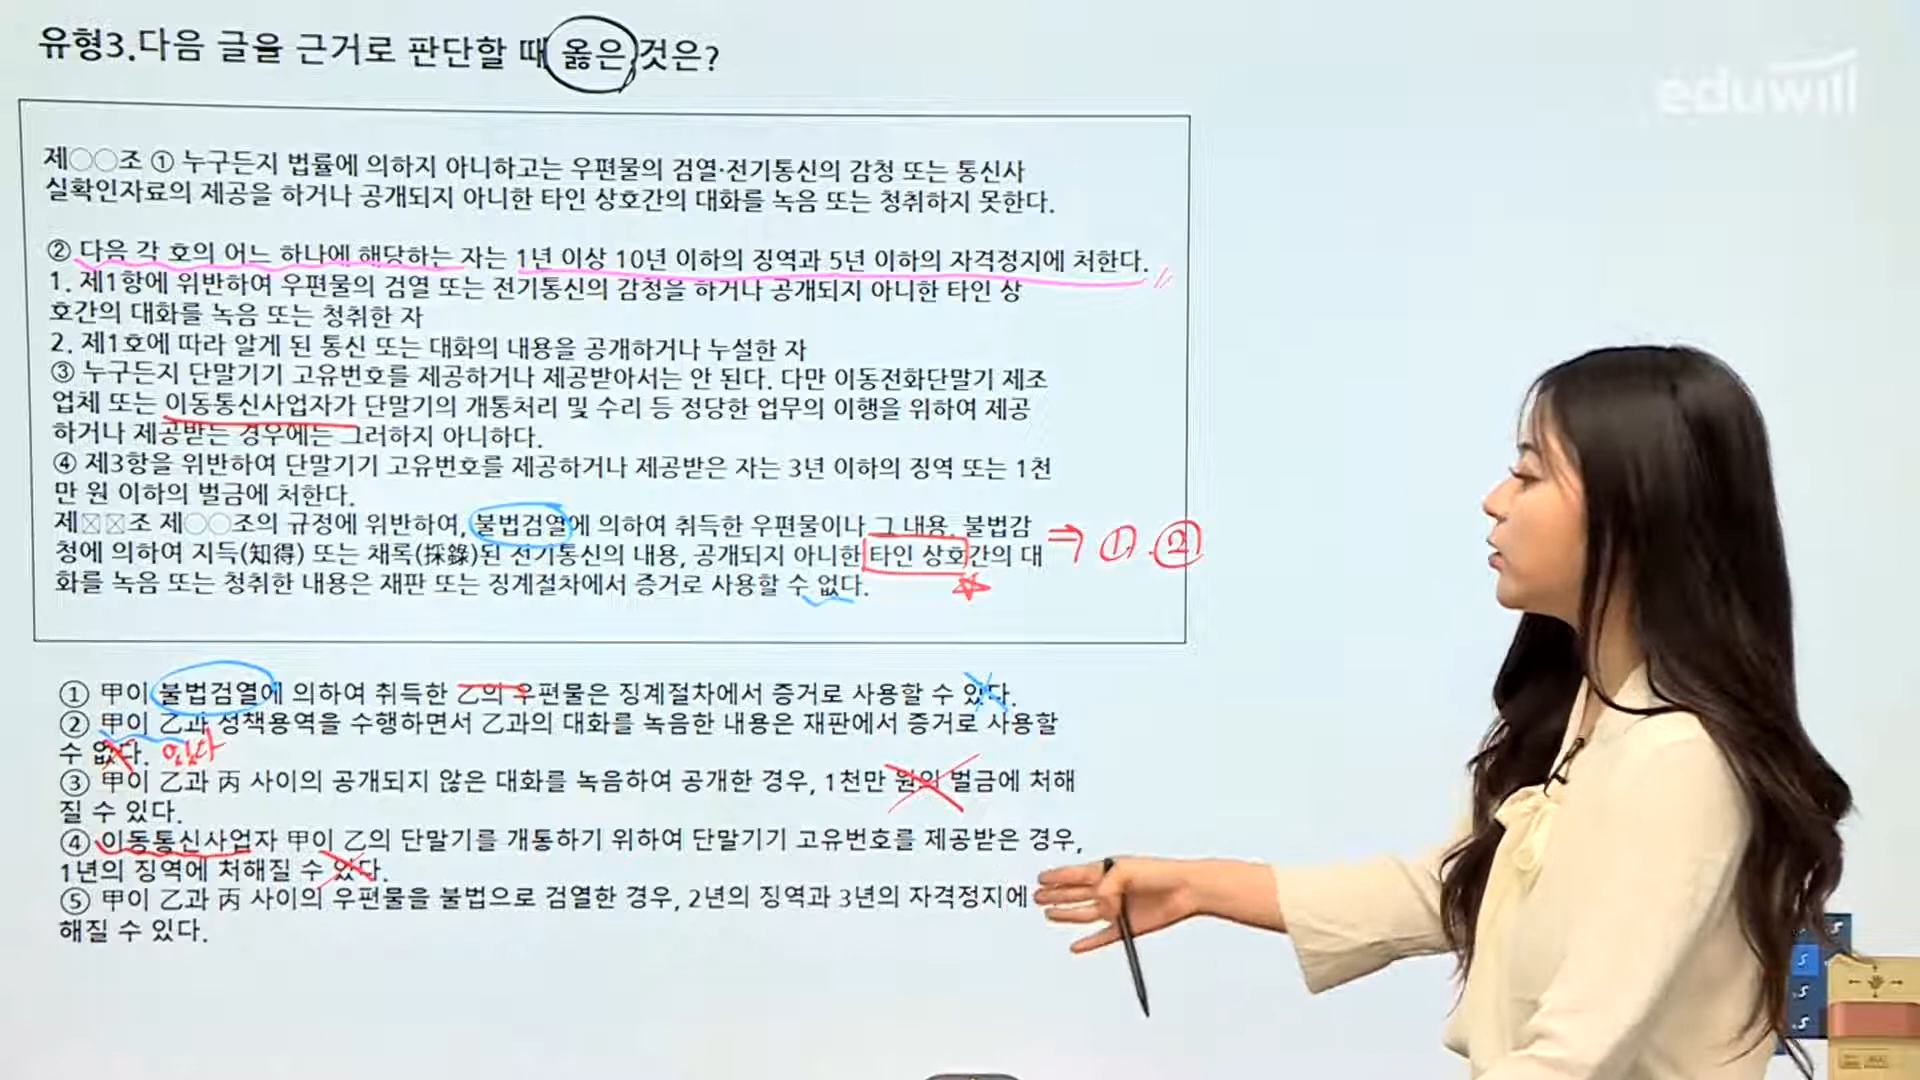 유형3.다음 글을 근거로 판단할 때 옳은 것은?
eduwill
제○○조 ① 누구든지 법률에 의하지 아니하고는 우편물의 검열·전기통신의 감청 또는 통신사
실확인자료의 제공을 하거나 공개되지 아니한 타인 상호간의 대화를 녹음 또는 청취하지 못한다.
② 다음 각 호의 어느 하나에 해당하는 자는 1년 이상 10년 이하의 징역과 5년 이하의 자격정지에 처한다.
1. 제1항에 위반하여 우편물의 검열 또는 전기통신의 감청을 하거나 공개되지 아니한 타인 상
호간의 대화를 녹음 또는 청취한 자
2. 제1호에 따라 알게 된 통신 또는 대화의 내용을 공개하거나 누설한 자
③ 누구든지 단말기기 고유번호를 제공하거나 제공받아서는 안 된다. 다만 이동전화단말기 제조
업체 또는 이동통신사업자가 단말기의 개통처리 및 수리 등 정당한 업무의 이행을 위하여 제공
하거나 제공받는 경우에는 그러하지 아니하다.
④ 제3항을 위반하여 단말기기 고유번호를 제공하거나 제공받은 자는 3년 이하의 징역 또는 1천
만 원 이하의 벌금에 처한다.
제☒☒조 제○○조의 규정에 위반하여, 불법검열에 의하여 취득한 우편물이나 그 내용, 불법감
청에 의하여 지득(知得) 또는 채록(採錄)된 전기통신의 내용, 공개되지 아니한 타인 상호간의 대 ⇒ ①, ②
화를 녹음 또는 청취한 내용은 재판 또는 징계절차에서 증거로 사용할 수 없다.
① 甲이 불법검열에 의하여 취득한 乙의 우편물은 징계절차에서 증거로 사용할 수 있다.
② 甲이 乙과 정책용역을 수행하면서 乙과의 대화를 녹음한 내용은 재판에서 증거로 사용할
수 없다. 있다
③ 甲이 乙과 丙 사이의 공개되지 않은 대화를 녹음하여 공개한 경우, 1천만 원의 벌금에 처해
질 수 있다.
④ 이동통신사업자 甲이 乙의 단말기를 개통하기 위하여 단말기기 고유번호를 제공받은 경우,
1년의 징역에 처해질 수 있다.
⑤ 甲이 乙과 丙 사이의 우편물을 불법으로 검열한 경우, 2년의 징역과 3년의 자격정지에
해질 수 있다.